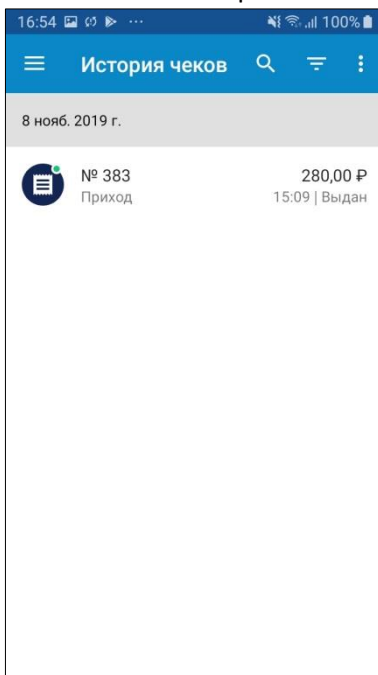 16:54 ... 100%
История чеков
8 нояб. 2019 г.
№ 383 280,00 ₽
Приход 15:09 | Выдан